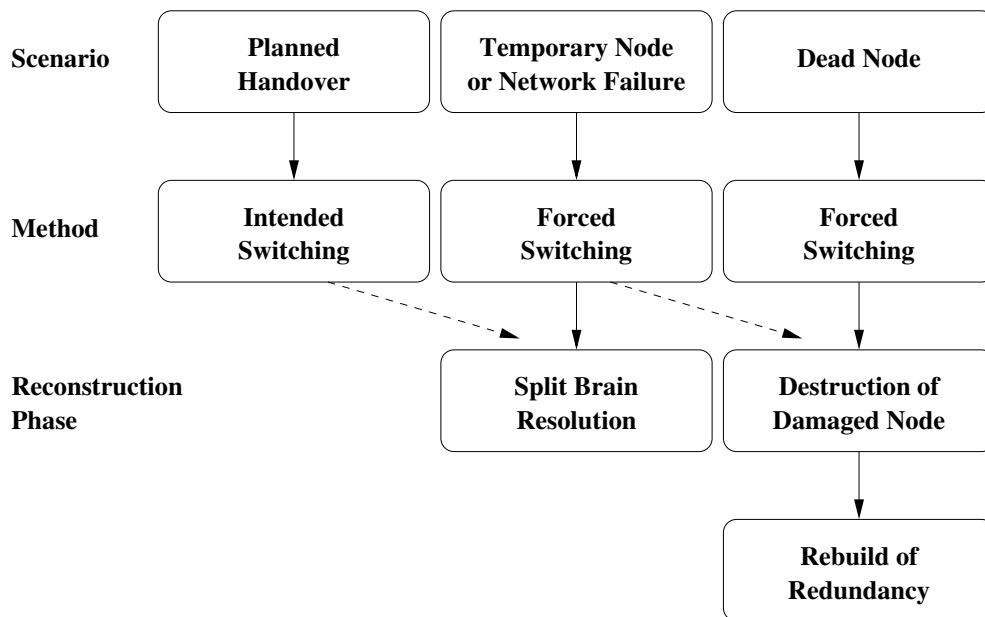 Scenario
Planned
Handover
Temporary Node
or Network Failure
Dead Node
Method
Intended
Switching
Forced
Switching
Forced
Switching
Reconstruction
Phase
Split Brain
Resolution
Destruction of
Damaged Node
Rebuild of
Redundancy